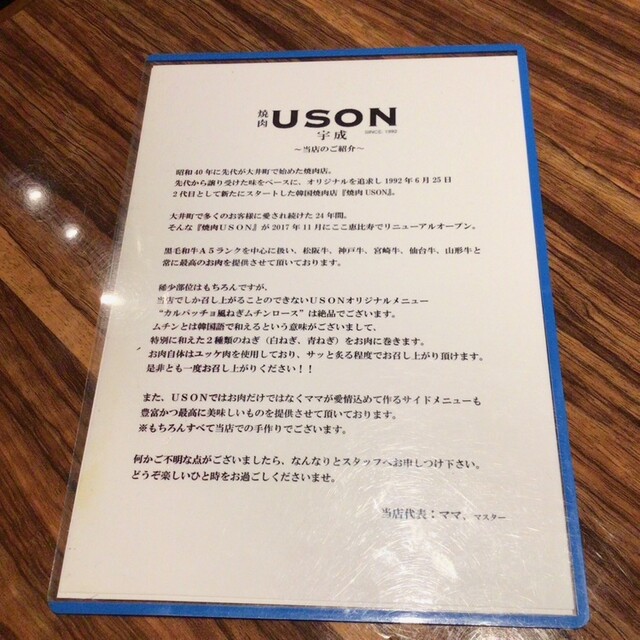 焼肉 USON
宇成 SINCE 1992
～当店のご紹介～
昭和40年に先代が大井町で始めた焼肉店。
先代から譲り受けた味をベースに、オリジナルを追求し1992年6月25日
2代目として新たにスタートした韓国焼肉店『焼肉USON』。
大井町で多くのお客様に愛され続けた24年間。
そんな『焼肉USON』が2017年11月にここ恵比寿でリニューアルオープン。
黒毛和牛A5ランクを中心に扱い、松阪牛、神戸牛、宮崎牛、仙台牛、山形牛と
常に最高のお肉を提供させて頂いております。
稀少部位はもちろんですが、
当店でしか召し上がることのできないUSONオリジナルメニュー
“カルパッチョ風ねぎムチンロース”は絶品でございます。
ムチンとは韓国語で和えるという意味がございまして、
特別に和えた2種類のねぎ（白ねぎ、青ねぎ）をお肉に巻きます。
お肉自体はユッケ肉を使用しており、サッと炙る程度でお召し上がり頂けます。
是非とも一度お召し上がりください！！
また、USONではお肉だけではなくママが愛情込めて作るサイドメニューも
豊富かつ最高に美味しいものを提供させて頂いております。
※もちろんすべて当店での手作りでございます。
何かご不明な点がございましたら、なんなりとスタッフへお申しつけ下さい。
どうぞ楽しいひと時をお過ごしくださいませ。
当店代表：ママ、マスター